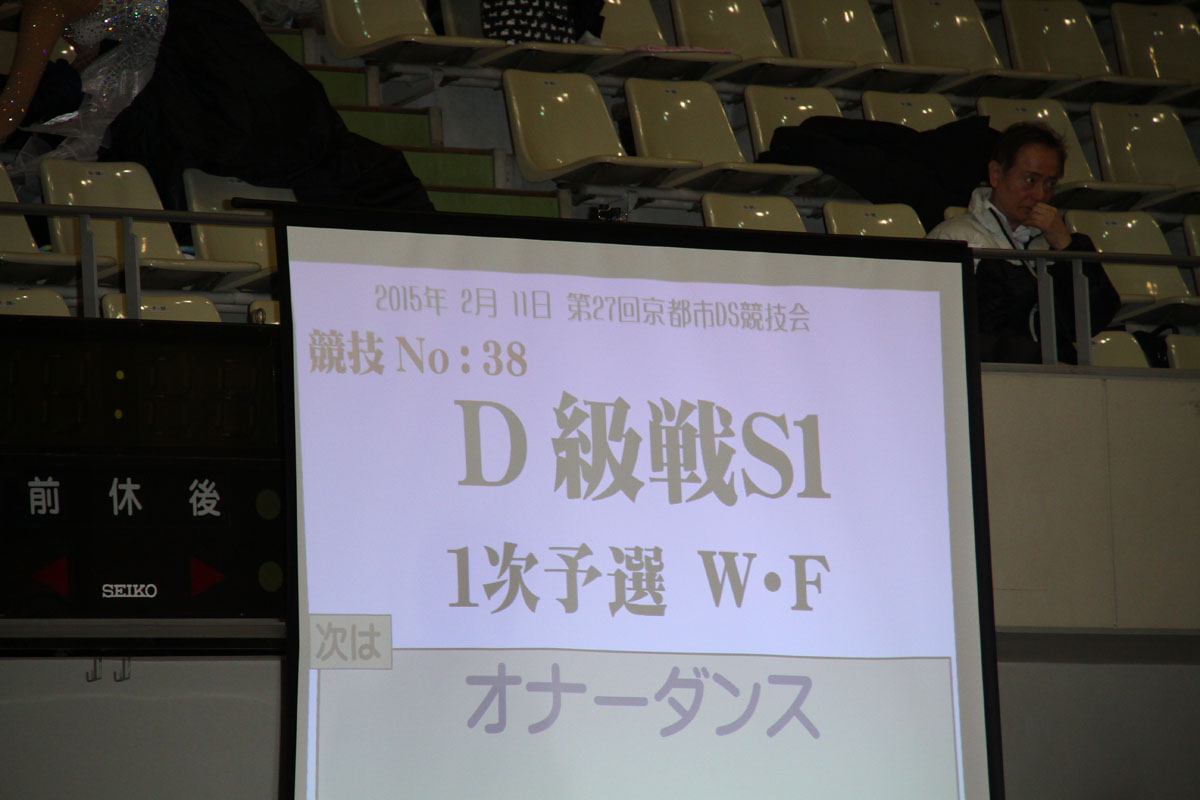 2015年 2月 11日 第27回京都市DS競技会
競技 No : 38
D 級戦S1
1次予選 W・F
次は
オナーダンス
前 休 後
SEIKO